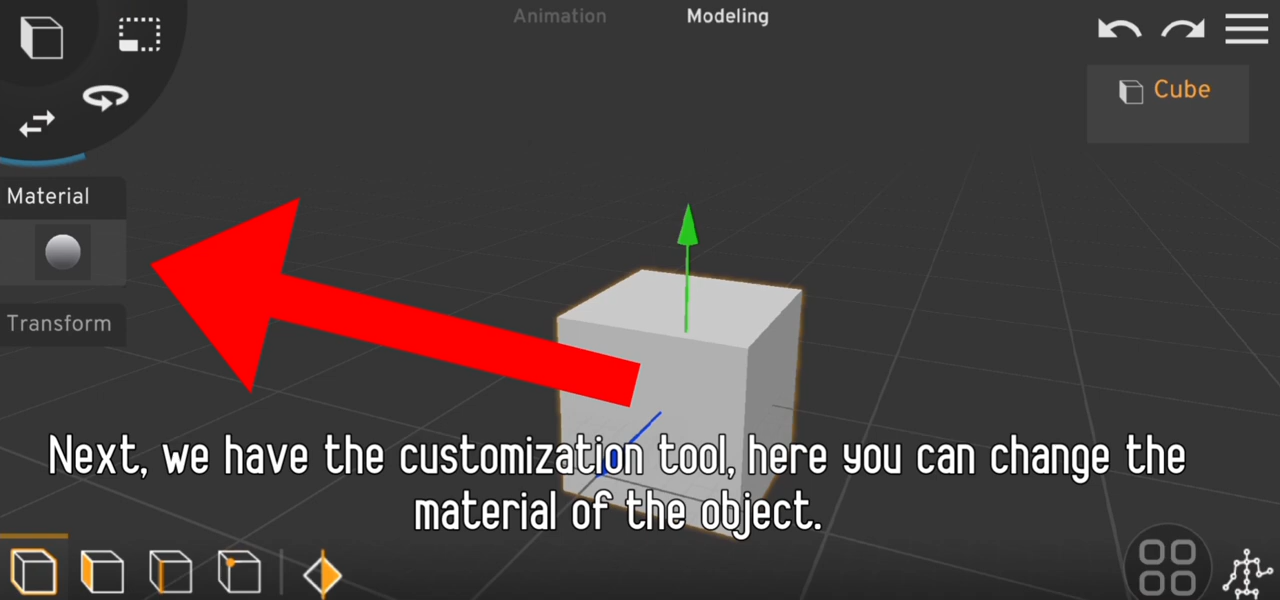 Animation Modeling
Cube
Material
Transform
Next, we have the customization tool, here you can change the
material of the object.